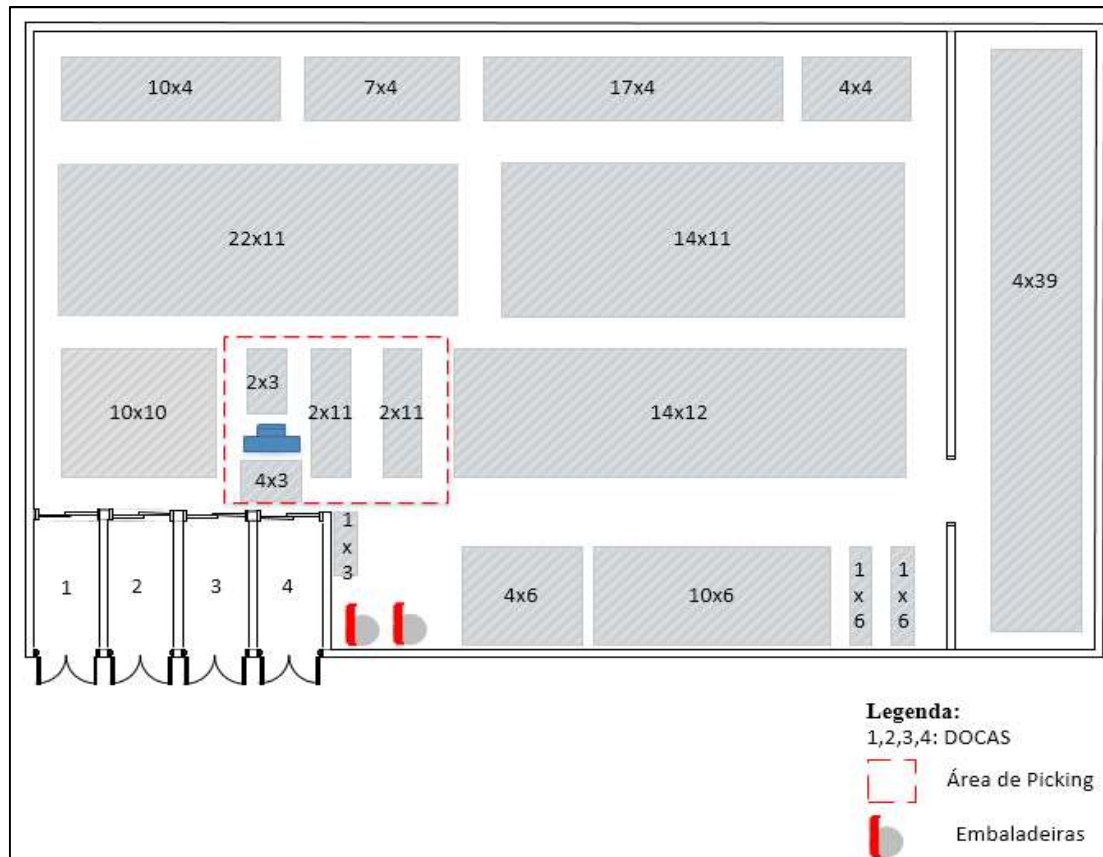 10x4
7x4
17x4
4x4
22x11
14x11
4x39
10x10
2x3
2x11
2x11
14x12
4x3
1
x
3
1
2
3
4
4x6
10x6
1
x
6
1
x
6
Legenda:
1,2,3,4: DOCAS
Área de Picking
Embaladeiras